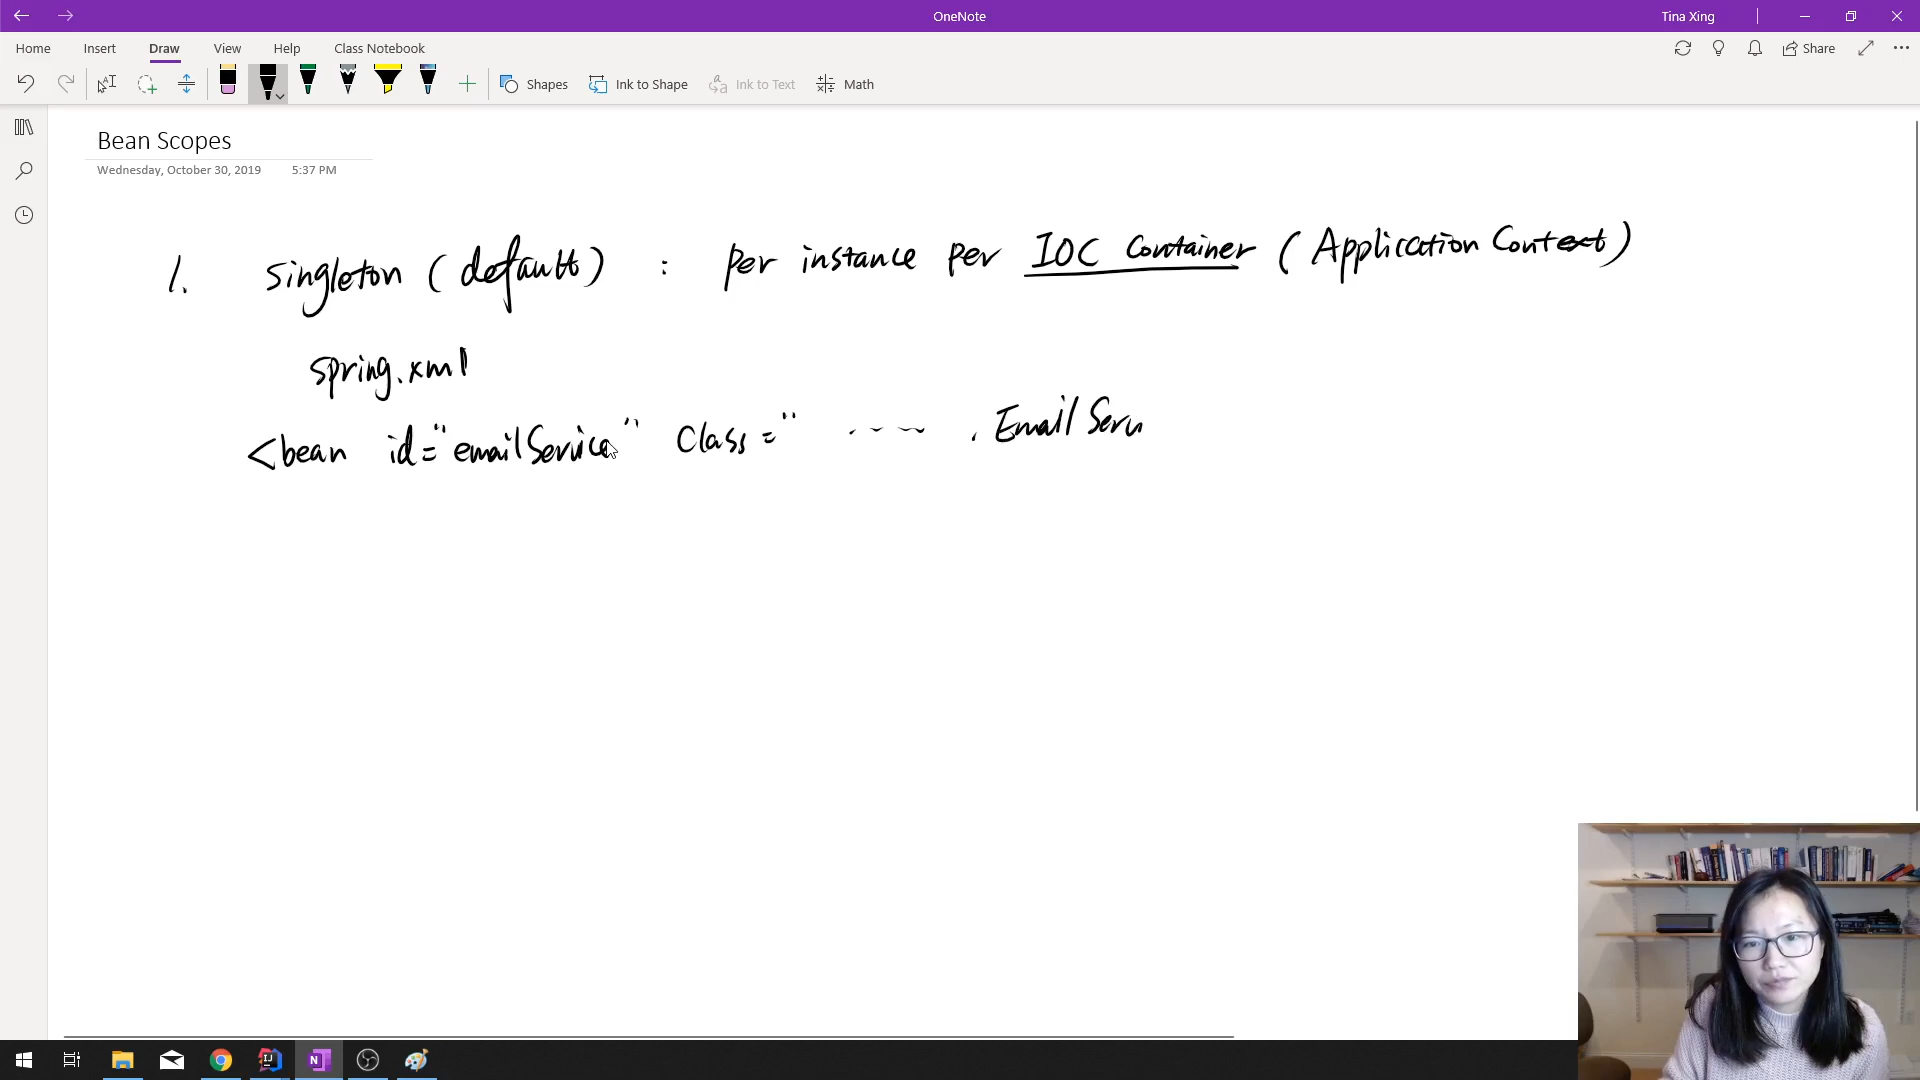 OneNote
Tina Xing
Home Insert Draw View Help Class Notebook
Share
Shapes Ink to Shape Ink to Text Math
Bean Scopes
Wednesday, October 30, 2019 5:37 PM
1. singleton (default) : per instance per IOC Container (Application Context)
spring.xml
<bean id="emailService" class=" ~ ~ ~ . EmailServ